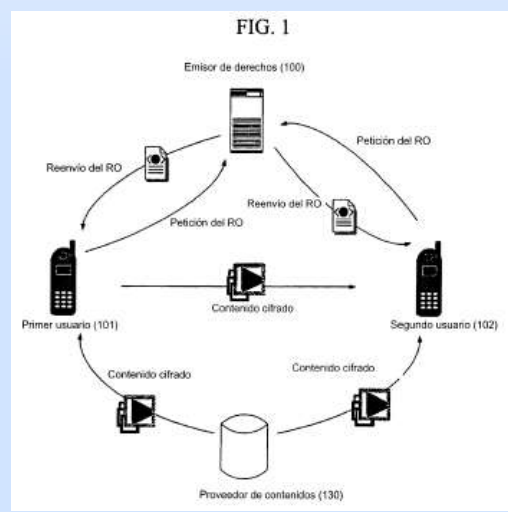 FIG. 1
Emisor de derechos (100)
Petición del RO
Reenvío del RO
Reenvío del RO
Petición del RO
Contenido cifrado
Primer usuario (101)
Segundo usuario (102)
Contenido cifrado
Contenido cifrado
Proveedor de contenidos (130)